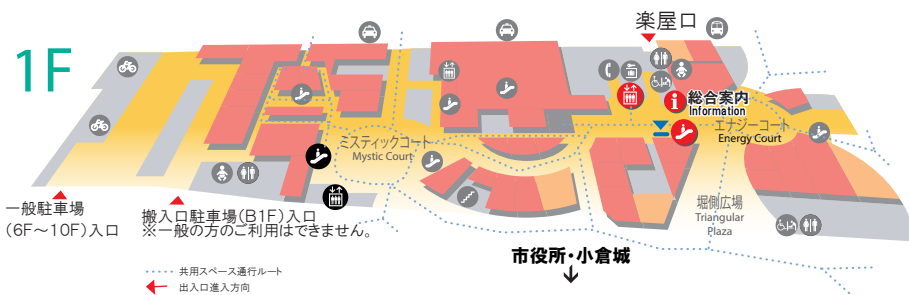 1F
楽屋口
総合案内
Information
エナジーコート
Energy Court
ミスティックコート
Mystic Court
堀側広場
Triangular
Plaza
一般駐車場
(6F～10F)入口
搬入口駐車場(B1F)入口
※一般の方のご利用はできません。
市役所・小倉城
共用スペース通行ルート
出入口進入方向